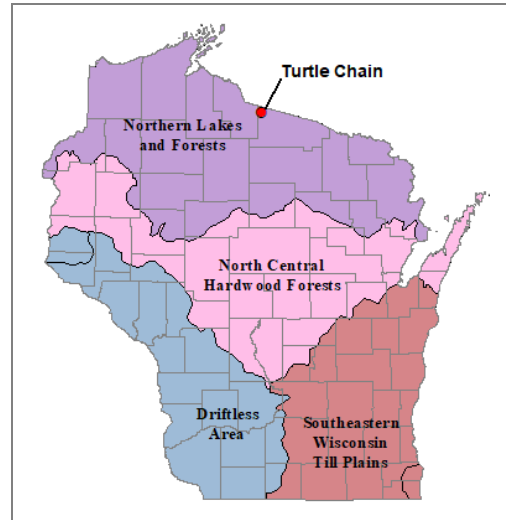 Turtle Chain
Northern Lakes
and Forests
North Central
Hardwood Forests
Driftless
Area
Southeastern
Wisconsin
Till Plains